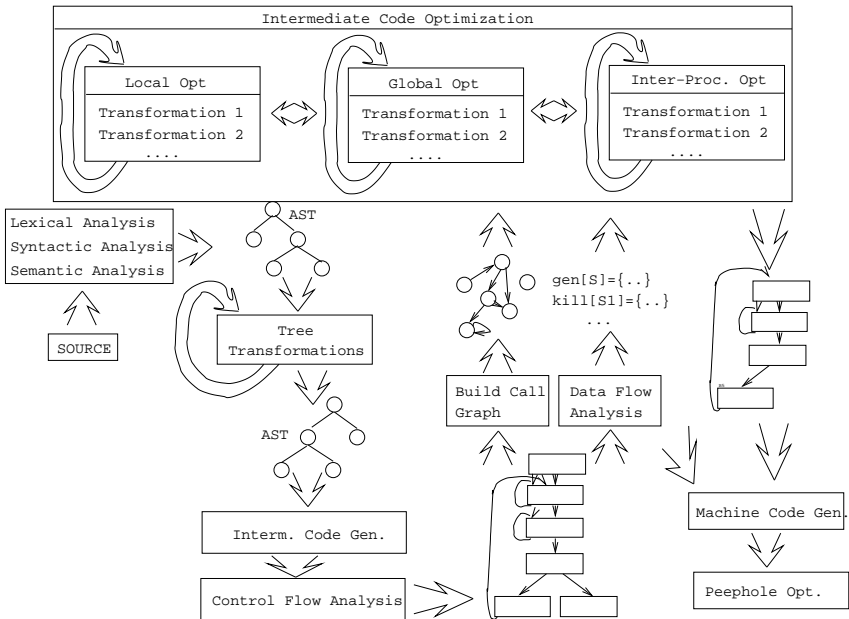 Intermediate Code Optimization
Local Opt
Transformation 1
Transformation 2
....
Global Opt
Transformation 1
Transformation 2
....
Inter-Proc. Opt
Transformation 1
Transformation 2
....
Lexical Analysis
Syntactic Analysis
Semantic Analysis
SOURCE
AST
Tree
Transformations
AST
Interm. Code Gen.
Control Flow Analysis
Build Call
Graph
gen[S]={..}
kill[S1]={..}
...
Data Flow
Analysis
Machine Code Gen.
Peephole Opt.